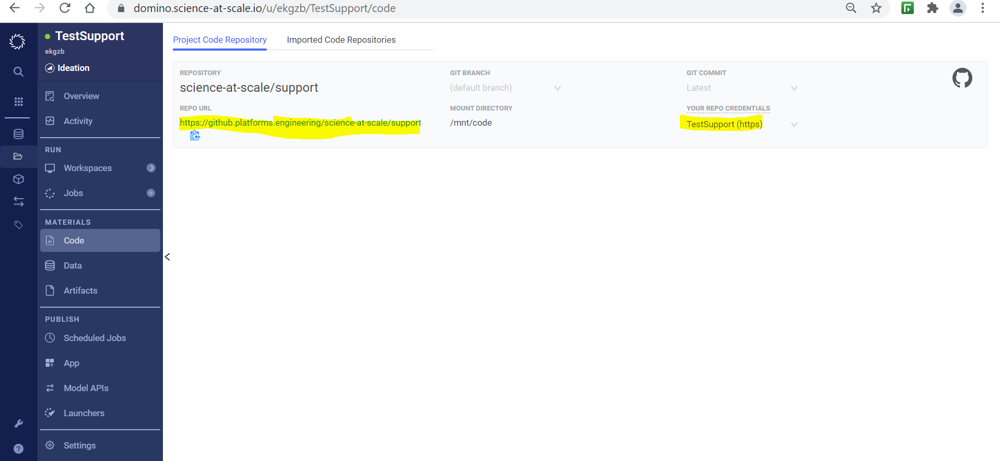 domino.science-at-scale.io/u/ekgzb/TestSupport/code
TestSupport
ekgzb
Ideation
Overview
Activity
RUN
Workspaces
Jobs
MATERIALS
Code
Data
Artifacts
PUBLISH
Scheduled Jobs
App
Model APIs
Launchers
Settings
Project Code Repository Imported Code Repositories
REPOSITORY GIT BRANCH GIT COMMIT
science-at-scale/support (default branch) Latest
REPO URL MOUNT DIRECTORY YOUR REPO CREDENTIALS
https://github.platforms.engineering/science-at-scale/support /mnt/code TestSupport (https)